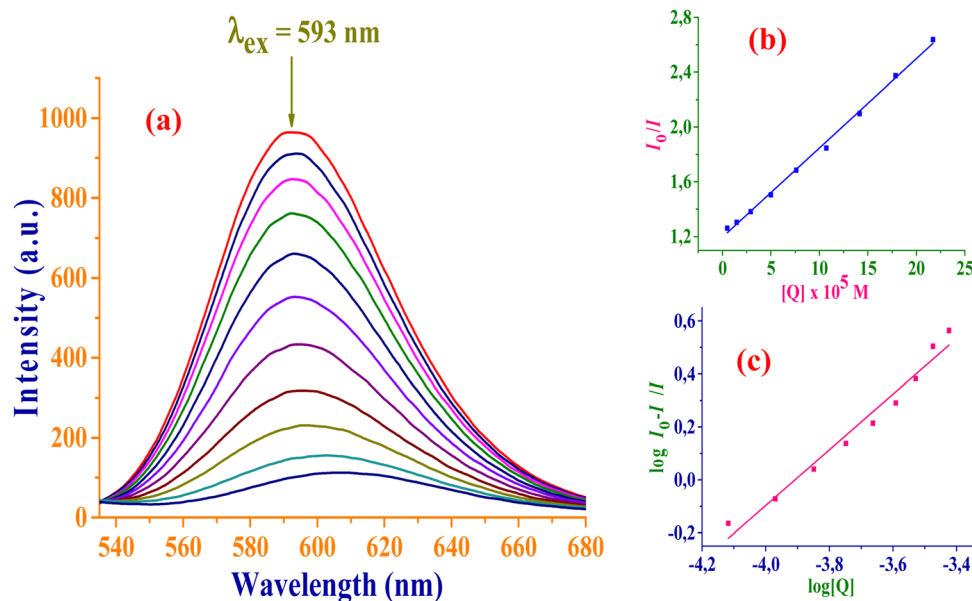 λex = 593 nm
(a)
1000
800
600
400
200
0
Intensity (a.u.)
540 560 580 600 620 640 660 680
Wavelength (nm)
(b)
2,8
2,4
2,0
1,6
1,2
I0/I
0 5 10 15 20 25
[Q] x 10^5 M
(c)
0,6
0,4
0,2
0,0
-0,2
log I0-I /I
-4,2 -4,0 -3,8 -3,6 -3,4
log[Q]